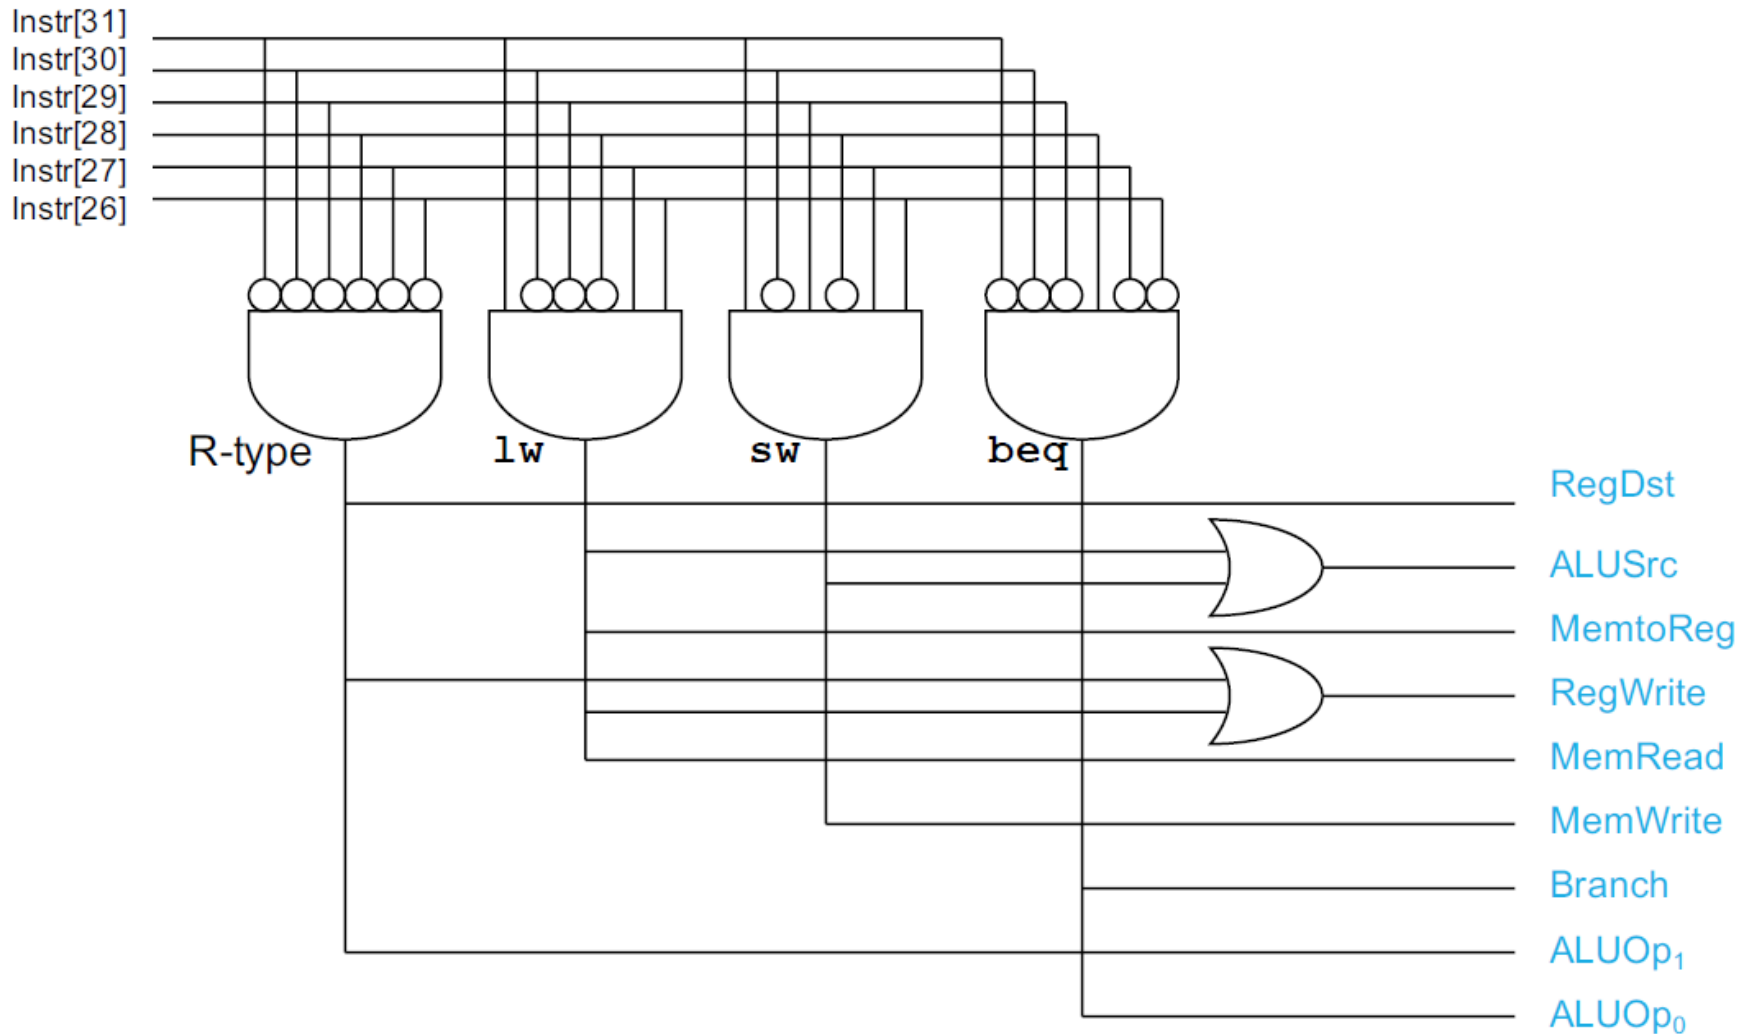 Instr[31]
Instr[30]
Instr[29]
Instr[28]
Instr[27]
Instr[26]
R-type
lw
sw
beq
RegDst
ALUSrc
MemtoReg
RegWrite
MemRead
MemWrite
Branch
ALUOp₁
ALUOp₀